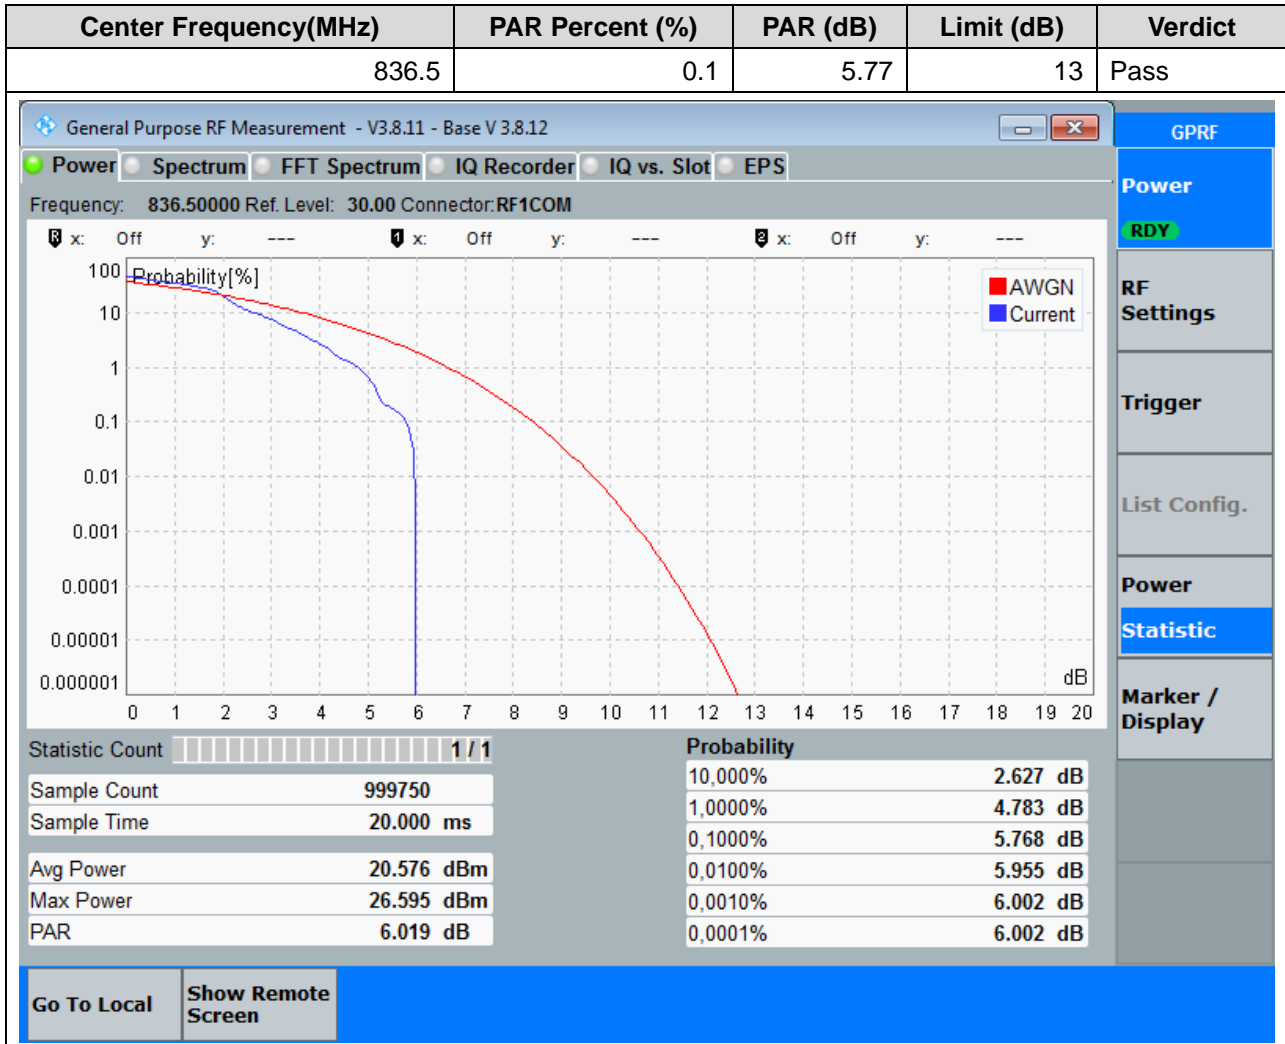 Center Frequency(MHz) PAR Percent (%) PAR (dB) Limit (dB) Verdict
836.5 0.1 5.77 13 Pass
General Purpose RF Measurement - V3.8.11 - Base V 3.8.12
GPRF
Power Spectrum FFT Spectrum IQ Recorder IQ vs. Slot EPS
Frequency: 836.50000 Ref. Level: 30.00 Connector: RF1COM
R x: Off y: --- 1 x: Off y: --- 2 x: Off y: ---
Probability[%]
AWGN
Current
100
10
1
0.1
0.01
0.001
0.0001
0.00001
0.000001
dB
0 1 2 3 4 5 6 7 8 9 10 11 12 13 14 15 16 17 18 19 20
Statistic Count 1 / 1
Sample Count 999750
Sample Time 20.000 ms
Avg Power 20.576 dBm
Max Power 26.595 dBm
PAR 6.019 dB
Probability
10,000% 2.627 dB
1,0000% 4.783 dB
0,1000% 5.768 dB
0,0100% 5.955 dB
0,0010% 6.002 dB
0,0001% 6.002 dB
Power
RDY
RF
Settings
Trigger
List Config.
Power
Statistic
Marker /
Display
Go To Local
Show Remote
Screen